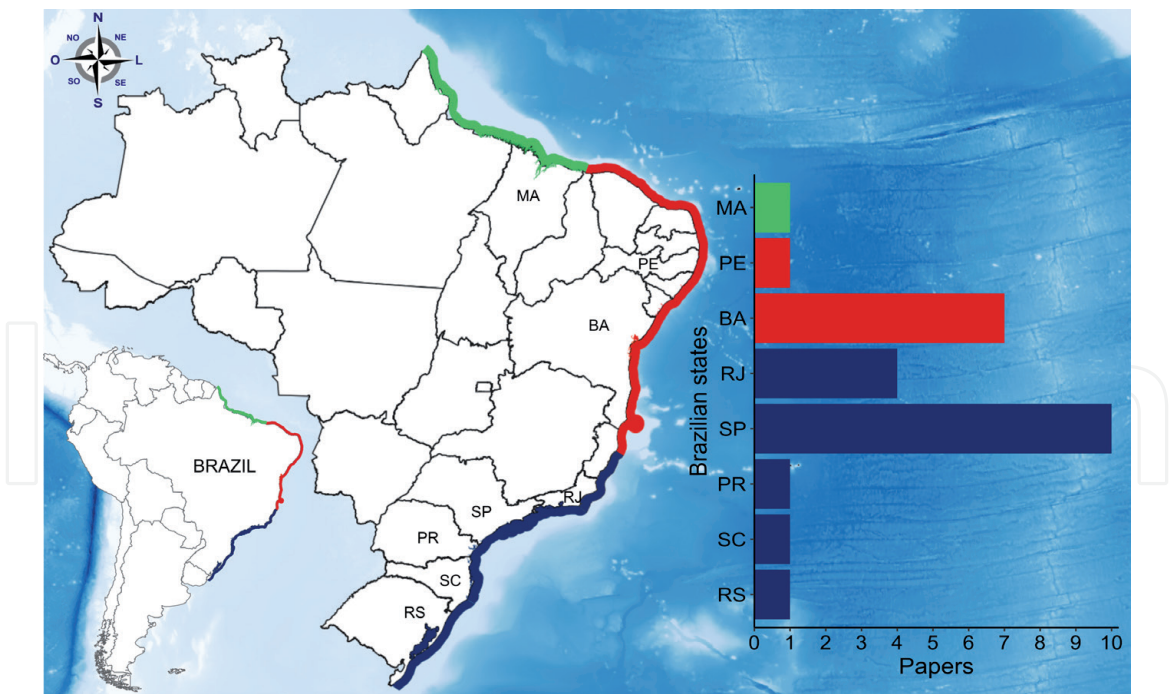 N
NO NE
O L
SO SE
S
MA
PE
BA
SP
RJ
PR
SC
RS
BRAZIL
Brazilian states
MA
PE
BA
RJ
SP
PR
SC
RS
0 1 2 3 4 5 6 7 8 9 10
Papers